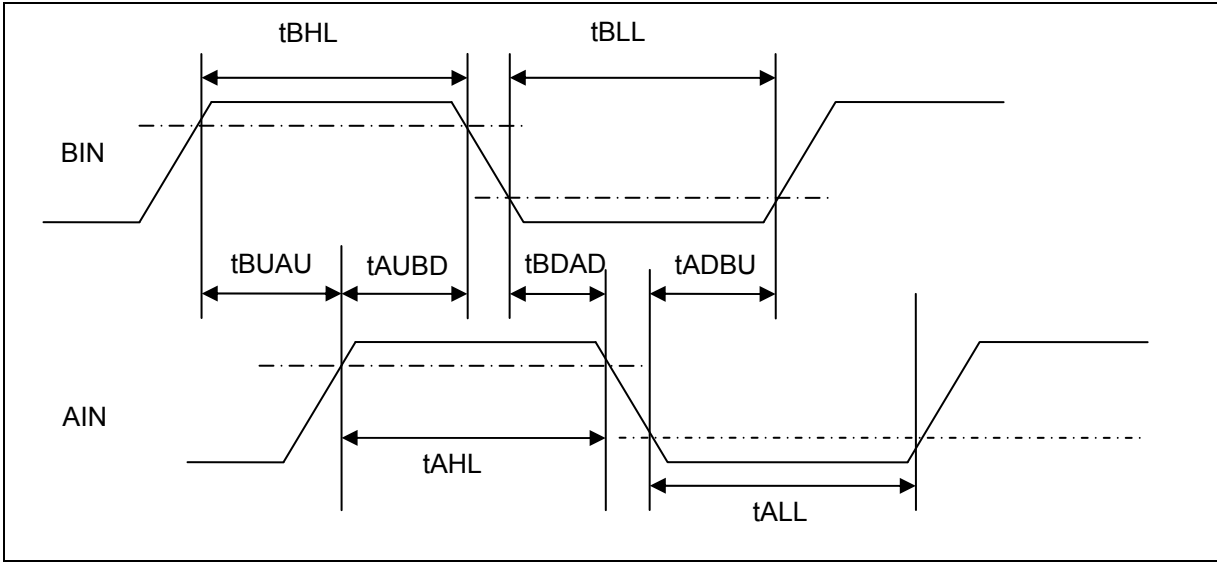 tBHL tBLL
BIN
tBUAU tAUBD tBDAD tADBU
AIN
tAHL
tALL